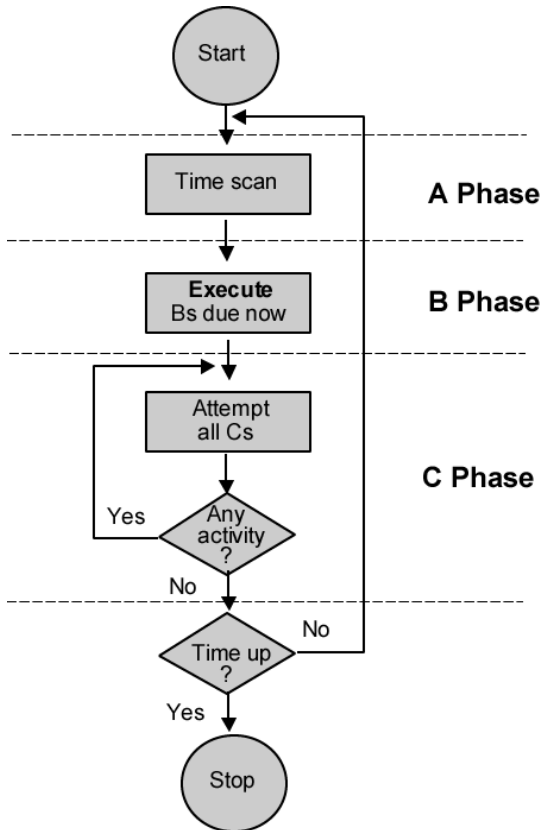 Start
Time scan
A Phase
Execute
Bs due now
B Phase
Attempt
all Cs
C Phase
Yes
Any
activity
?
No
No
Time up
?
Yes
Stop